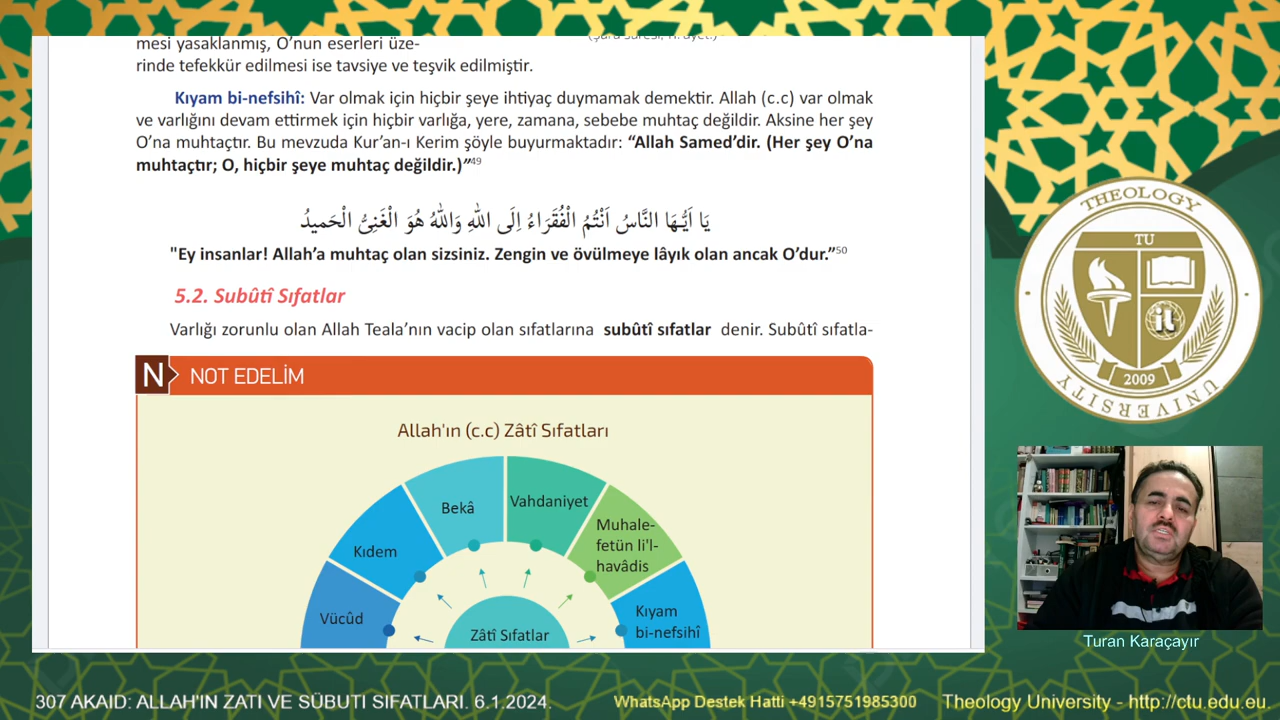 mesi yasaklanmış, O’nun eserleri üze-
rinde tefekkür edilmesi ise tavsiye ve teşvik edilmiştir.
Kıyam bi-nefsihî: Var olmak için hiçbir şeye ihtiyaç duymamak demektir. Allah (c.c) var olmak
ve varlığını devam ettirmek için hiçbir varlığa, yere, zamana, sebebe muhtaç değildir. Aksine her şey
O’na muhtaçtır. Bu mevzuda Kur’an-ı Kerim şöyle buyurmaktadır: “Allah Samed’dir. (Her şey O’na
muhtaçtır; O, hiçbir şeye muhtaç değildir.)”49
يَا اَيُّهَا النَّاسُ اَنْتُمُ الْفُقَرَاءُ اِلَى اللّٰهِ وَاللّٰهُ هُوَ الْغَنِىُّ الْحَميدُ
"Ey insanlar! Allah’a muhtaç olan sizsiniz. Zengin ve övülmeye lâyık olan ancak O’dur.”50
5.2. Subûtî Sıfatlar
Varlığı zorunlu olan Allah Teala’nın vacip olan sıfatlarına subûtî sıfatlar denir. Subûtî sıfatla-
N NOT EDELİM
Allah'ın (c.c) Zâtî Sıfatları
Vücûd
Kıdem
Bekâ
Vahdaniyet
Muhale-
fetün li'l-
havâdis
Kıyam
bi-nefsihî
Zâtî Sıfatlar
THEOLOGY
TU
2009
UNIVERSITY
Turan Karaçayır
307 AKAID: ALLAH'IN ZATI VE SÜBUTI SIFATLARI. 6.1.2024.
WhatsApp Destek Hatti +4915751985300
Theology University - http://ctu.edu.eu.